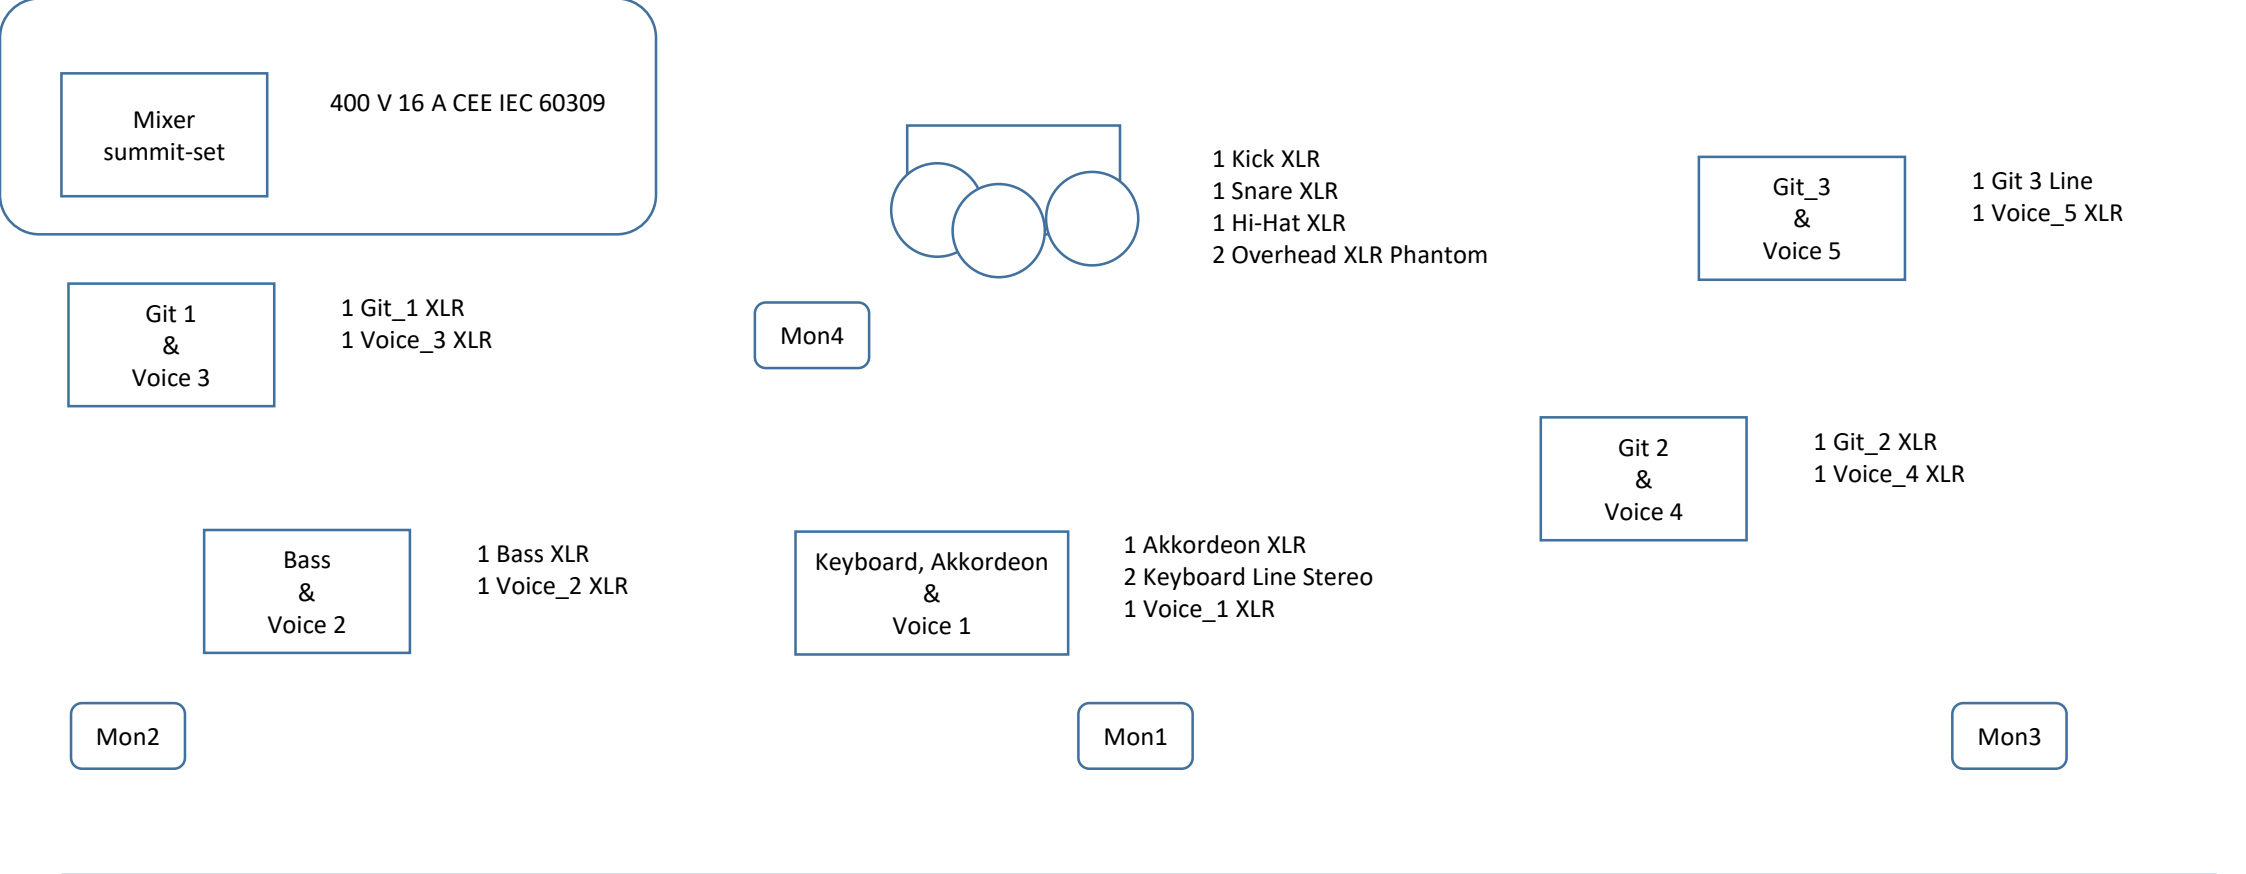 Mixer
summit-set
400 V 16 A CEE IEC 60309
1 Kick XLR
1 Snare XLR
1 Hi-Hat XLR
2 Overhead XLR Phantom
Git_3
&
Voice 5
1 Git 3 Line
1 Voice_5 XLR
Git 1
&
Voice 3
1 Git_1 XLR
1 Voice_3 XLR
Mon4
Git 2
&
Voice 4
1 Git_2 XLR
1 Voice_4 XLR
Bass
&
Voice 2
1 Bass XLR
1 Voice_2 XLR
Keyboard, Akkordeon
&
Voice 1
1 Akkordeon XLR
2 Keyboard Line Stereo
1 Voice_1 XLR
Mon2
Mon1
Mon3